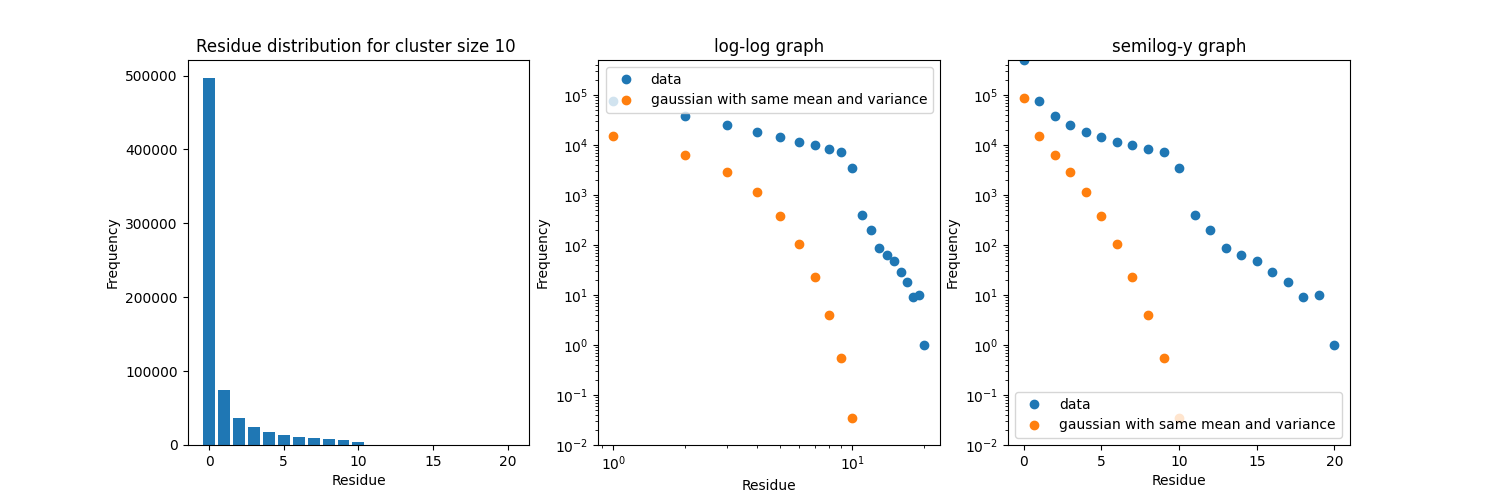 Residue distribution for cluster size 10
500000
400000
300000
200000
100000
0
Frequency
0 5 10 15 20
Residue
log-log graph
data
gaussian with same mean and variance
10^5
10^4
10^3
10^2
10^1
10^0
10^-1
10^-2
Frequency
10^0 10^1
Residue
semilog-y graph
10^5
10^4
10^3
10^2
10^1
10^0
10^-1
10^-2
Frequency
data
gaussian with same mean and variance
0 5 10 15 20
Residue